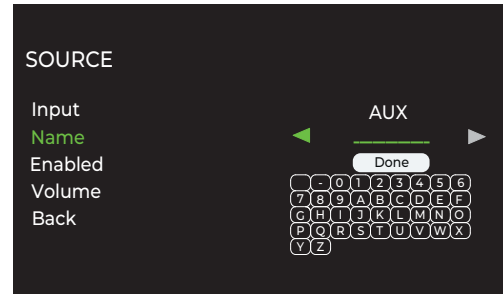 SOURCE
Input
AUX
Name
Enabled
Done
Volume
Back
- 0 1 2 3 4 5 6
7 8 9 A B C D E F
G H I J K L M N O
P Q R S T U V W X
Y Z